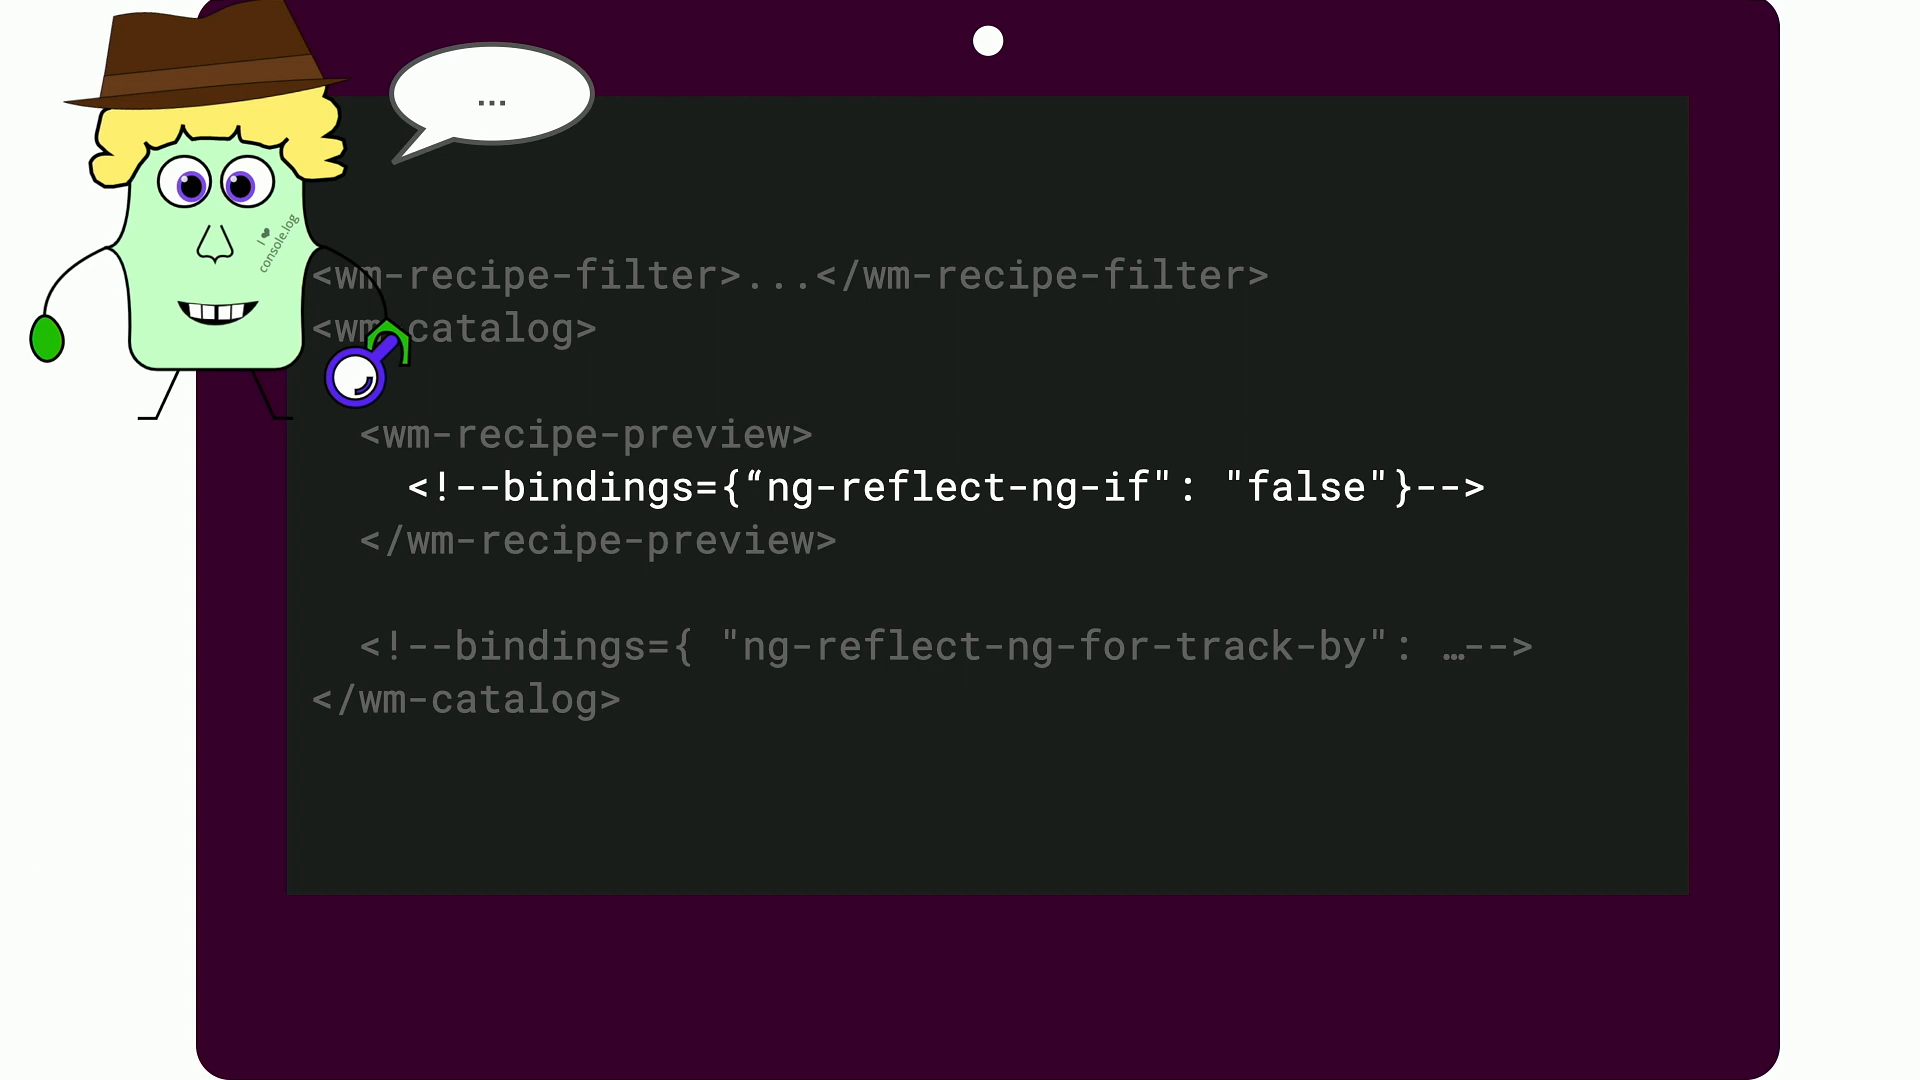 ...
I ❤
console.log
<wm-recipe-filter>...</wm-recipe-filter>
<wm-catalog>
<wm-recipe-preview>
<!--bindings={“ng-reflect-ng-if": "false"}-->
</wm-recipe-preview>
<!--bindings={ "ng-reflect-ng-for-track-by": …-->
</wm-catalog>